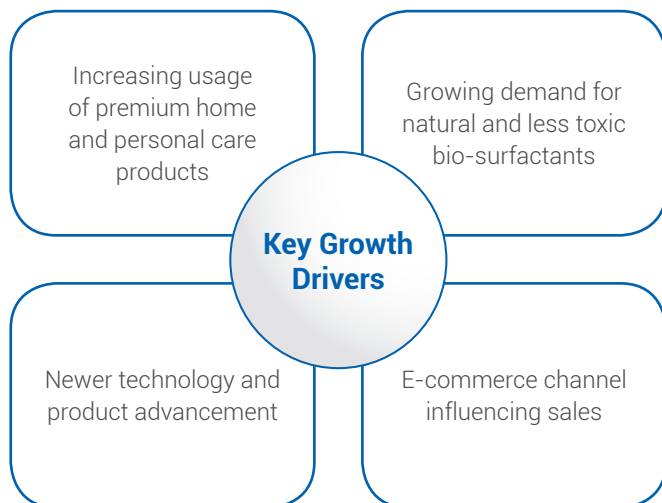 Increasing usage
of premium home
and personal care
products
Growing demand for
natural and less toxic
bio-surfactants
Key Growth
Drivers
Newer technology and
product advancement
E-commerce channel
influencing sales